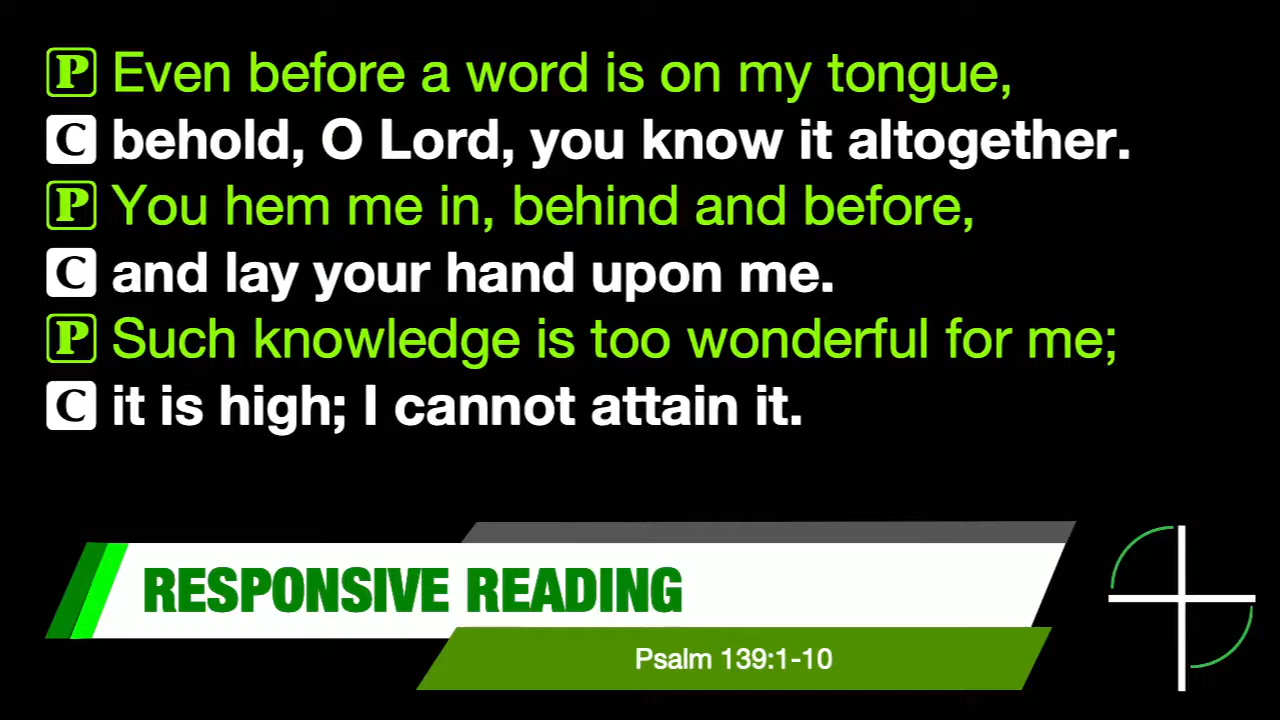 P Even before a word is on my tongue,
C behold, O Lord, you know it altogether.
P You hem me in, behind and before,
C and lay your hand upon me.
P Such knowledge is too wonderful for me;
C it is high; I cannot attain it.
RESPONSIVE READING
Psalm 139:1-10